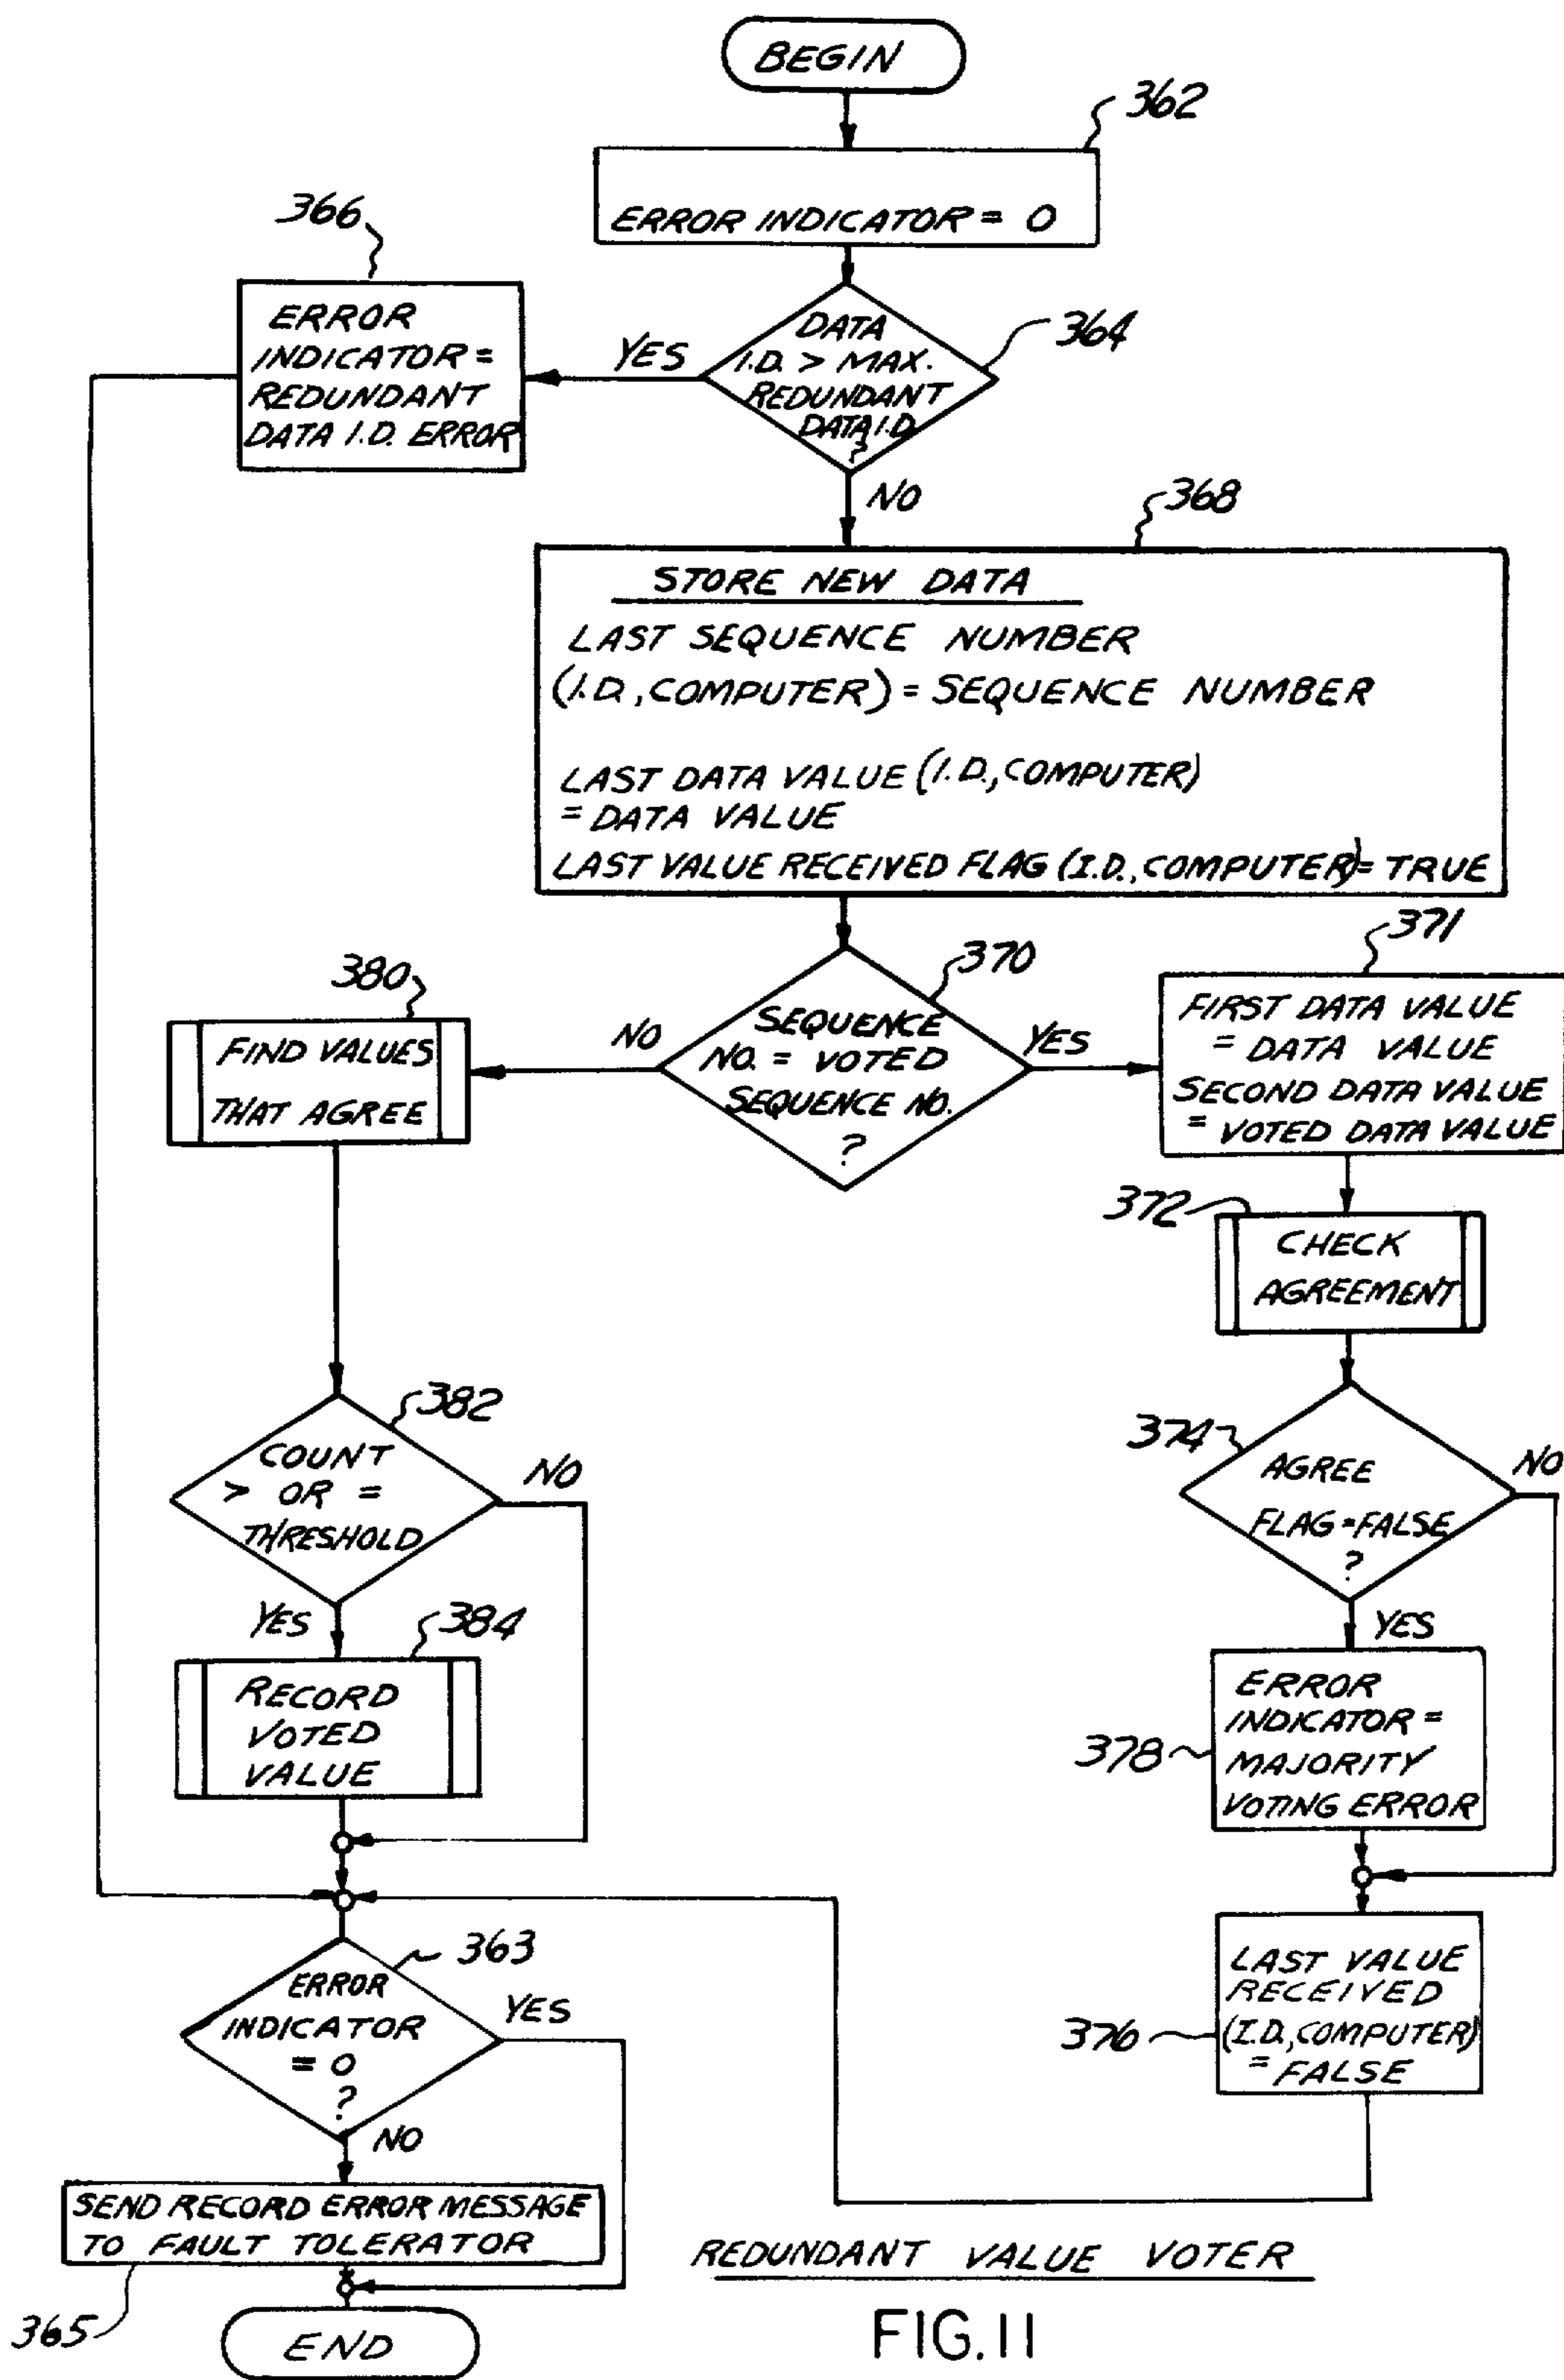 BEGIN
362
ERROR INDICATOR = 0
366
ERROR
INDICATOR =
REDUNDANT
DATA I.D. ERROR
YES
DATA
I.D. > MAX.
REDUNDANT
DATA I.D.
?
364
NO
368
STORE NEW DATA
LAST SEQUENCE NUMBER
(I.D., COMPUTER) = SEQUENCE NUMBER
LAST DATA VALUE (I.D., COMPUTER)
= DATA VALUE
LAST VALUE RECEIVED FLAG (I.D., COMPUTER) = TRUE
380
FIND VALUES
THAT AGREE
NO
370
SEQUENCE
NO. = VOTED
SEQUENCE NO.
?
YES
371
FIRST DATA VALUE
= DATA VALUE
SECOND DATA VALUE
= VOTED DATA VALUE
372
CHECK
AGREEMENT
382
COUNT
> OR =
THRESHOLD
NO
YES
374
AGREE
FLAG = FALSE
?
NO
YES
384
RECORD
VOTED
VALUE
378
ERROR
INDICATOR =
MAJORITY
VOTING ERROR
363
ERROR
INDICATOR
= 0
?
YES
NO
376
LAST VALUE
RECEIVED
(I.D., COMPUTER)
= FALSE
SEND RECORD ERROR MESSAGE
TO FAULT TOLERATOR
365
END
REDUNDANT VALUE VOTER
FIG. 11